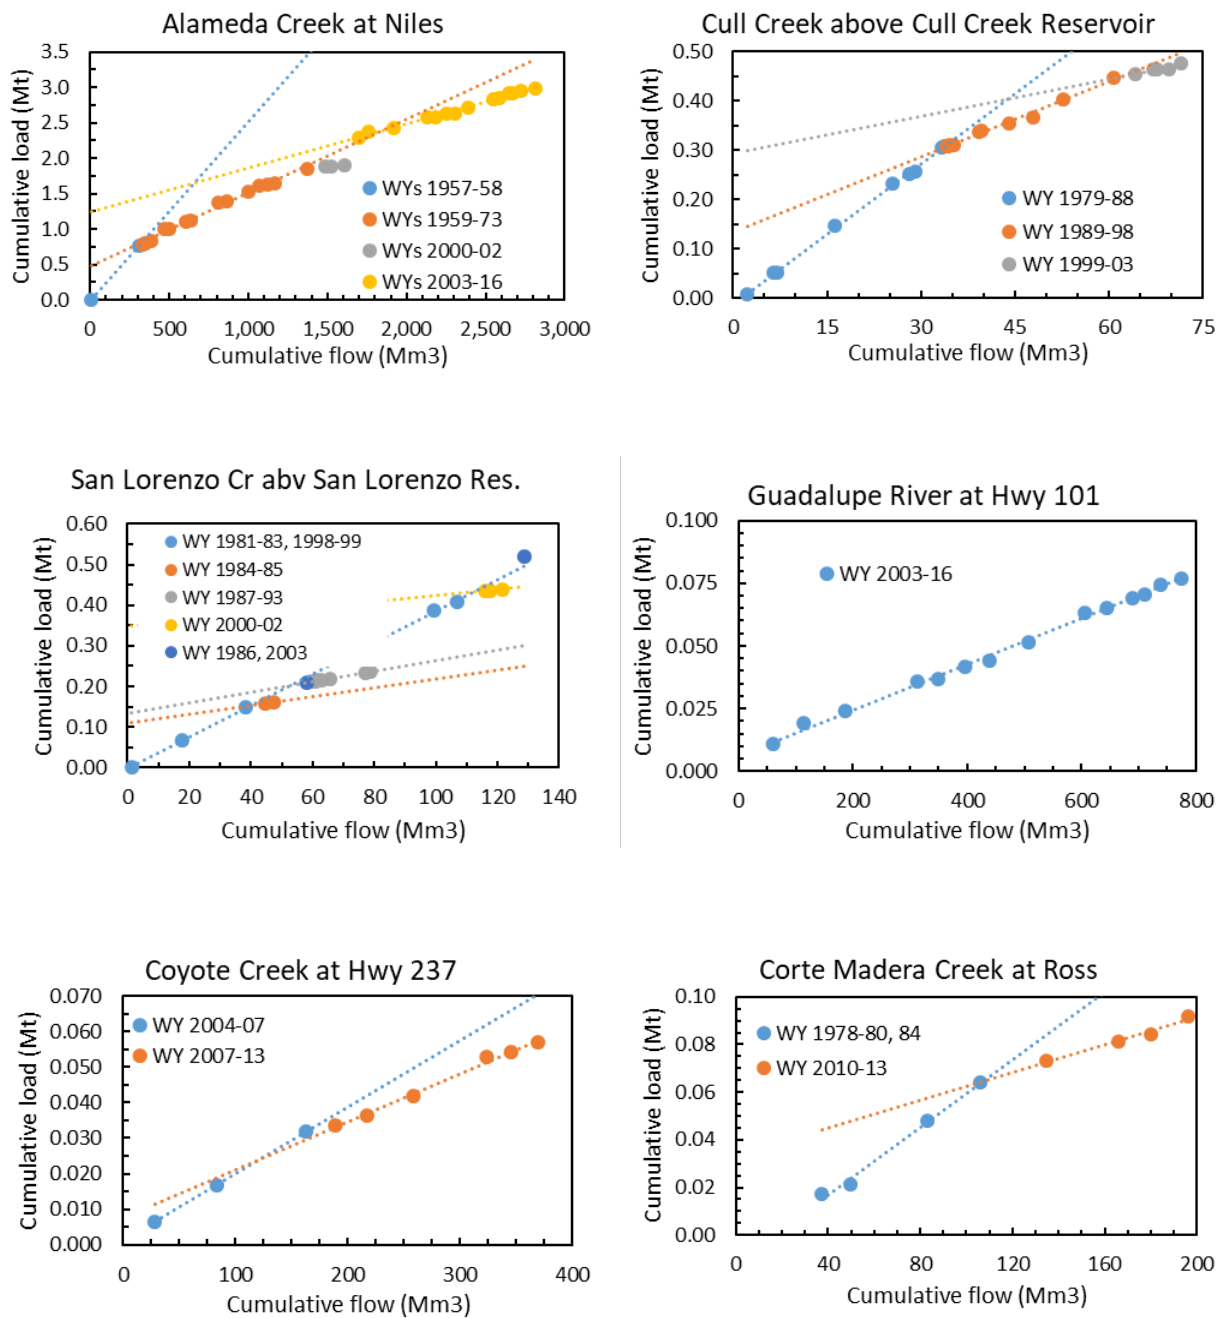 Alameda Creek at Niles
Cumulative load (Mt)
3.5
3.0
2.5
2.0
1.5
1.0
0.5
0.0
WYs 1957-58
WYs 1959-73
WYs 2000-02
WYs 2003-16
0 500 1,000 1,500 2,000 2,500 3,000
Cumulative flow (Mm3)
Cull Creek above Cull Creek Reservoir
Cumulative load (Mt)
0.50
0.40
0.30
0.20
0.10
0.00
WY 1979-88
WY 1989-98
WY 1999-03
0 15 30 45 60 75
Cumulative flow (Mm3)
San Lorenzo Cr abv San Lorenzo Res.
Cumulative load (Mt)
0.60
0.50
0.40
0.30
0.20
0.10
0.00
WY 1981-83, 1998-99
WY 1984-85
WY 1987-93
WY 2000-02
WY 1986, 2003
0 20 40 60 80 100 120 140
Cumulative flow (Mm3)
Guadalupe River at Hwy 101
Cumulative load (Mt)
0.100
0.075
0.050
0.025
0.000
WY 2003-16
0 200 400 600 800
Cumulative flow (Mm3)
Coyote Creek at Hwy 237
Cumulative load (Mt)
0.070
0.060
0.050
0.040
0.030
0.020
0.010
0.000
WY 2004-07
WY 2007-13
0 100 200 300 400
Cumulative flow (Mm3)
Corte Madera Creek at Ross
Cumulative load (Mt)
0.10
0.08
0.06
0.04
0.02
0.00
WY 1978-80, 84
WY 2010-13
0 40 80 120 160 200
Cumulative flow (Mm3)